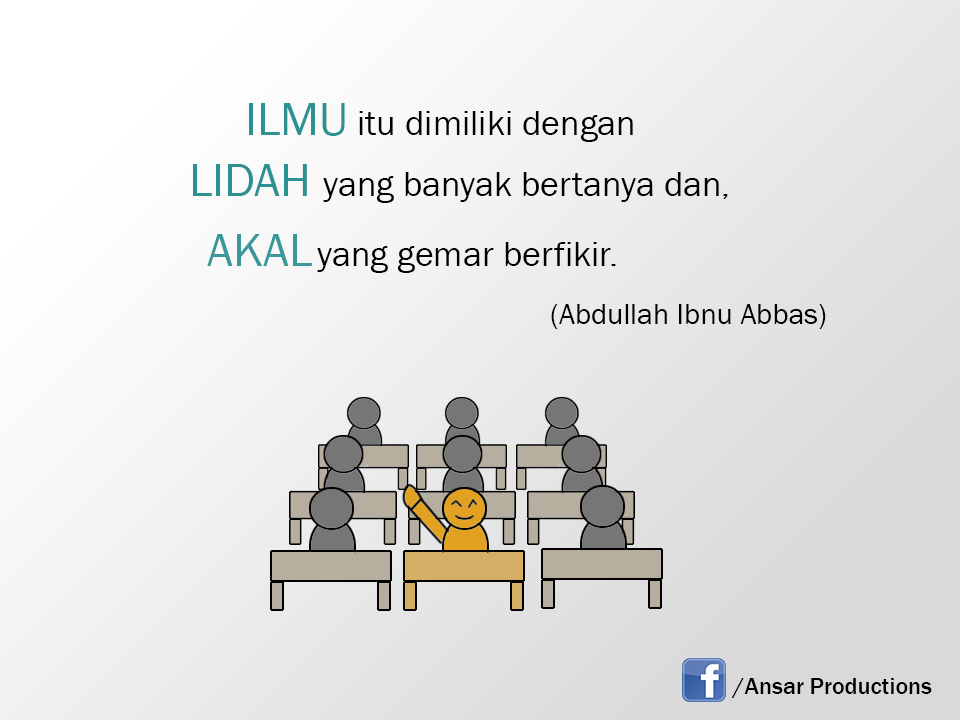 ILMU itu dimiliki dengan
LIDAH yang banyak bertanya dan,
AKAL yang gemar berfikir.
(Abdullah Ibnu Abbas)
f /Ansar Productions